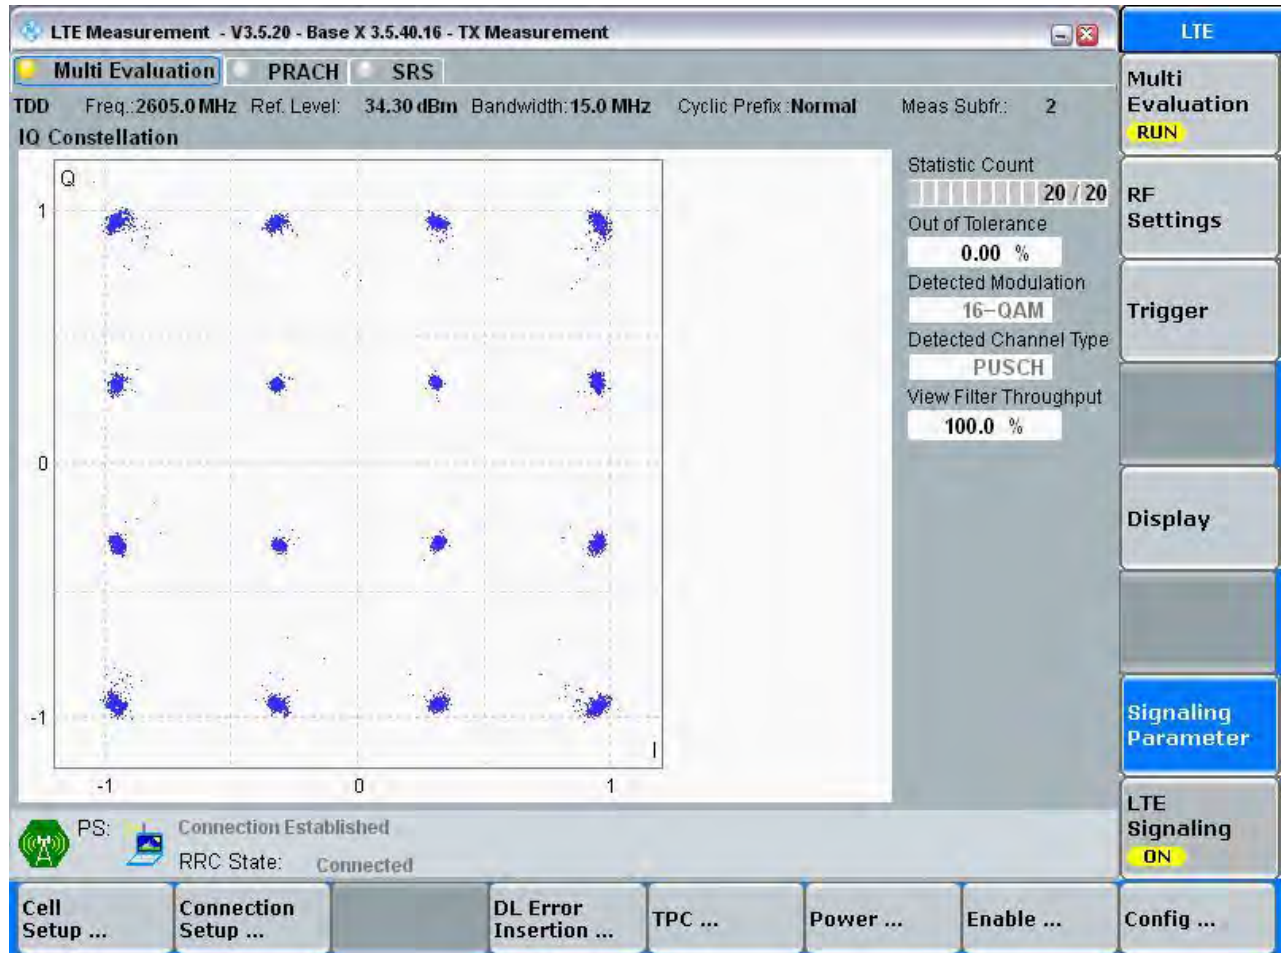 LTE Measurement - V3.5.20 - Base X 3.5.40.16 - TX Measurement
LTE
Multi Evaluation PRACH SRS
TDD Freq.:2605.0 MHz Ref. Level: 34.30 dBm Bandwidth:15.0 MHz Cyclic Prefix :Normal Meas Subfr.: 2
IQ Constellation
Q
1
0
-1
-1 0 1
I
Statistic Count
20 / 20
Out of Tolerance
0.00 %
Detected Modulation
16-QAM
Detected Channel Type
PUSCH
View Filter Throughput
100.0 %
Multi
Evaluation
RUN
RF
Settings
Trigger
Display
Signaling
Parameter
LTE
Signaling
ON
PS: Connection Established
RRC State: Connected
Cell
Setup ...
Connection
Setup ...
DL Error
Insertion ...
TPC ...
Power ...
Enable ...
Config ...